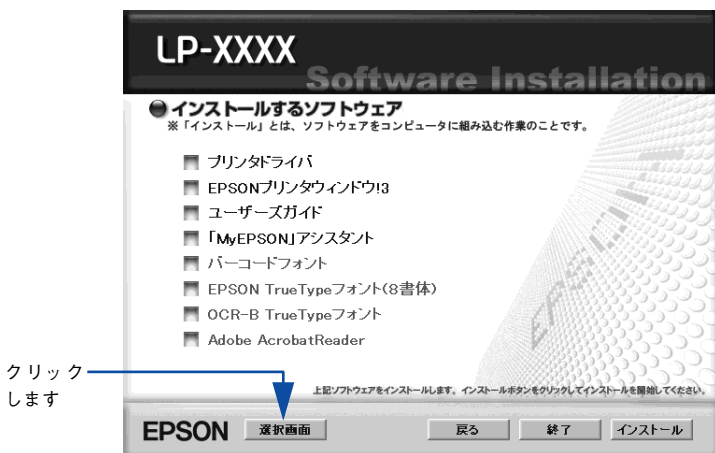 LP-XXXX
Software Installation
インストールするソフトウェア
※「インストール」とは、ソフトウェアをコンピュータに組み込む作業のことです。
プリンタドライバ
EPSONプリンタウィンドウ!3
ユーザーズガイド
「MyEPSON」アシスタント
バーコードフォント
EPSON TrueTypeフォント(8書体)
OCR-B TrueTypeフォント
Adobe AcrobatReader
EPSON
クリック
します
上記ソフトウェアをインストールします。インストールボタンをクリックしてインストールを開始してください。
EPSON 選択画面 戻る 終了 インストール